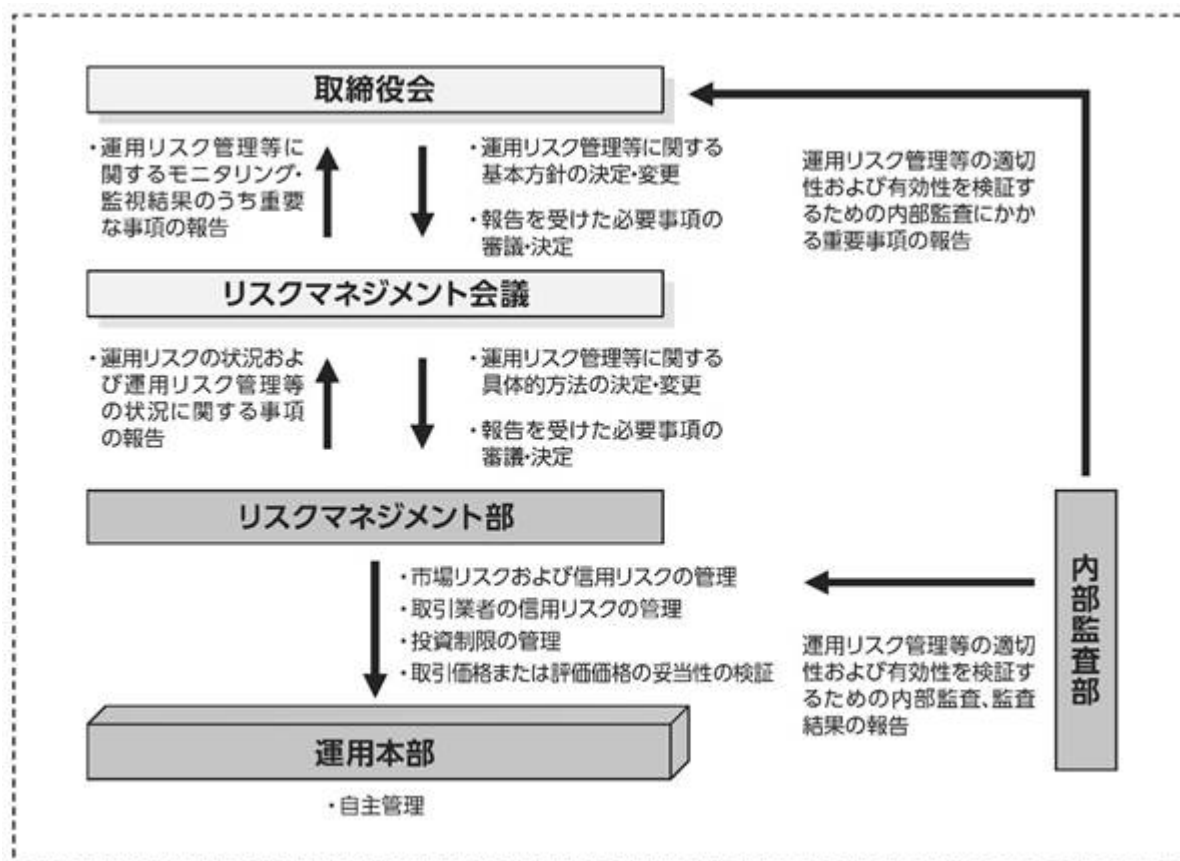 取締役会
・運用リスク管理等に
関するモニタリング・
監視結果のうち重要
な事項の報告
・運用リスク管理等に関する
基本方針の決定・変更
・報告を受けた必要事項の
審議・決定
運用リスク管理等の適切
性および有効性を検証す
るための内部監査にかか
る重要事項の報告
リスクマネジメント会議
・運用リスクの状況およ
び運用リスク管理等
の状況に関する事項
の報告
・運用リスク管理等に関する
具体的方法の決定・変更
・報告を受けた必要事項の
審議・決定
リスクマネジメント部
・市場リスクおよび信用リスクの管理
・取引業者の信用リスクの管理
・投資制限の管理
・取引価格または評価価格の妥当性の検証
内部監査部
運用リスク管理等の適切
性および有効性を検証す
るための内部監査、監査
結果の報告
運用本部
・自主管理